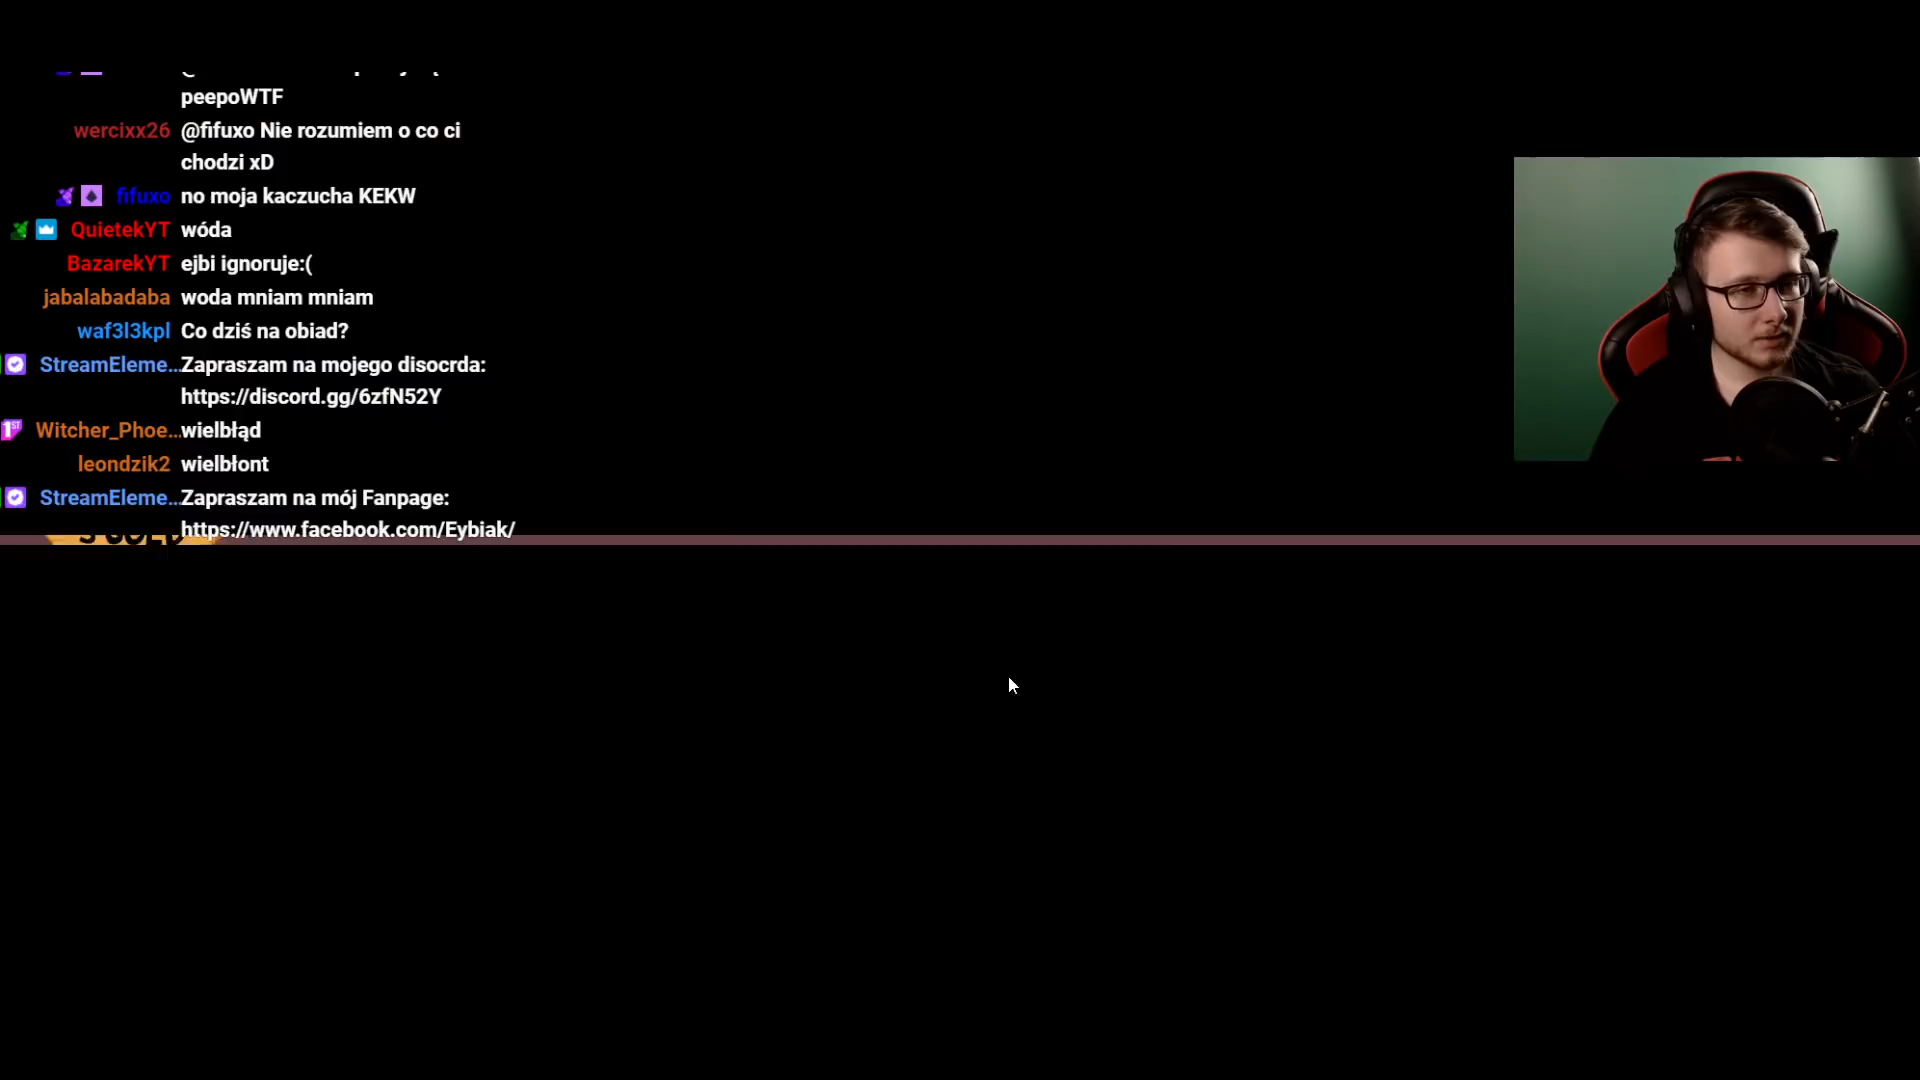 peepoWTF
wercixx26 @fifuxo Nie rozumiem o co ci
chodzi xD
fifuxo no moja kaczucha KEKW
QuietekYT wóda
BazarekYT ejbi ignoruje:(
jabalabadaba woda mniam mniam
waf3l3kpl Co dziś na obiad?
StreamEleme... Zapraszam na mojego disocrda:
https://discord.gg/6zfN52Y
1ST Witcher_Phoe... wielbłąd
leondzik2 wielbłont
StreamEleme... Zapraszam na mój Fanpage:
https://www.facebook.com/Eybiak/